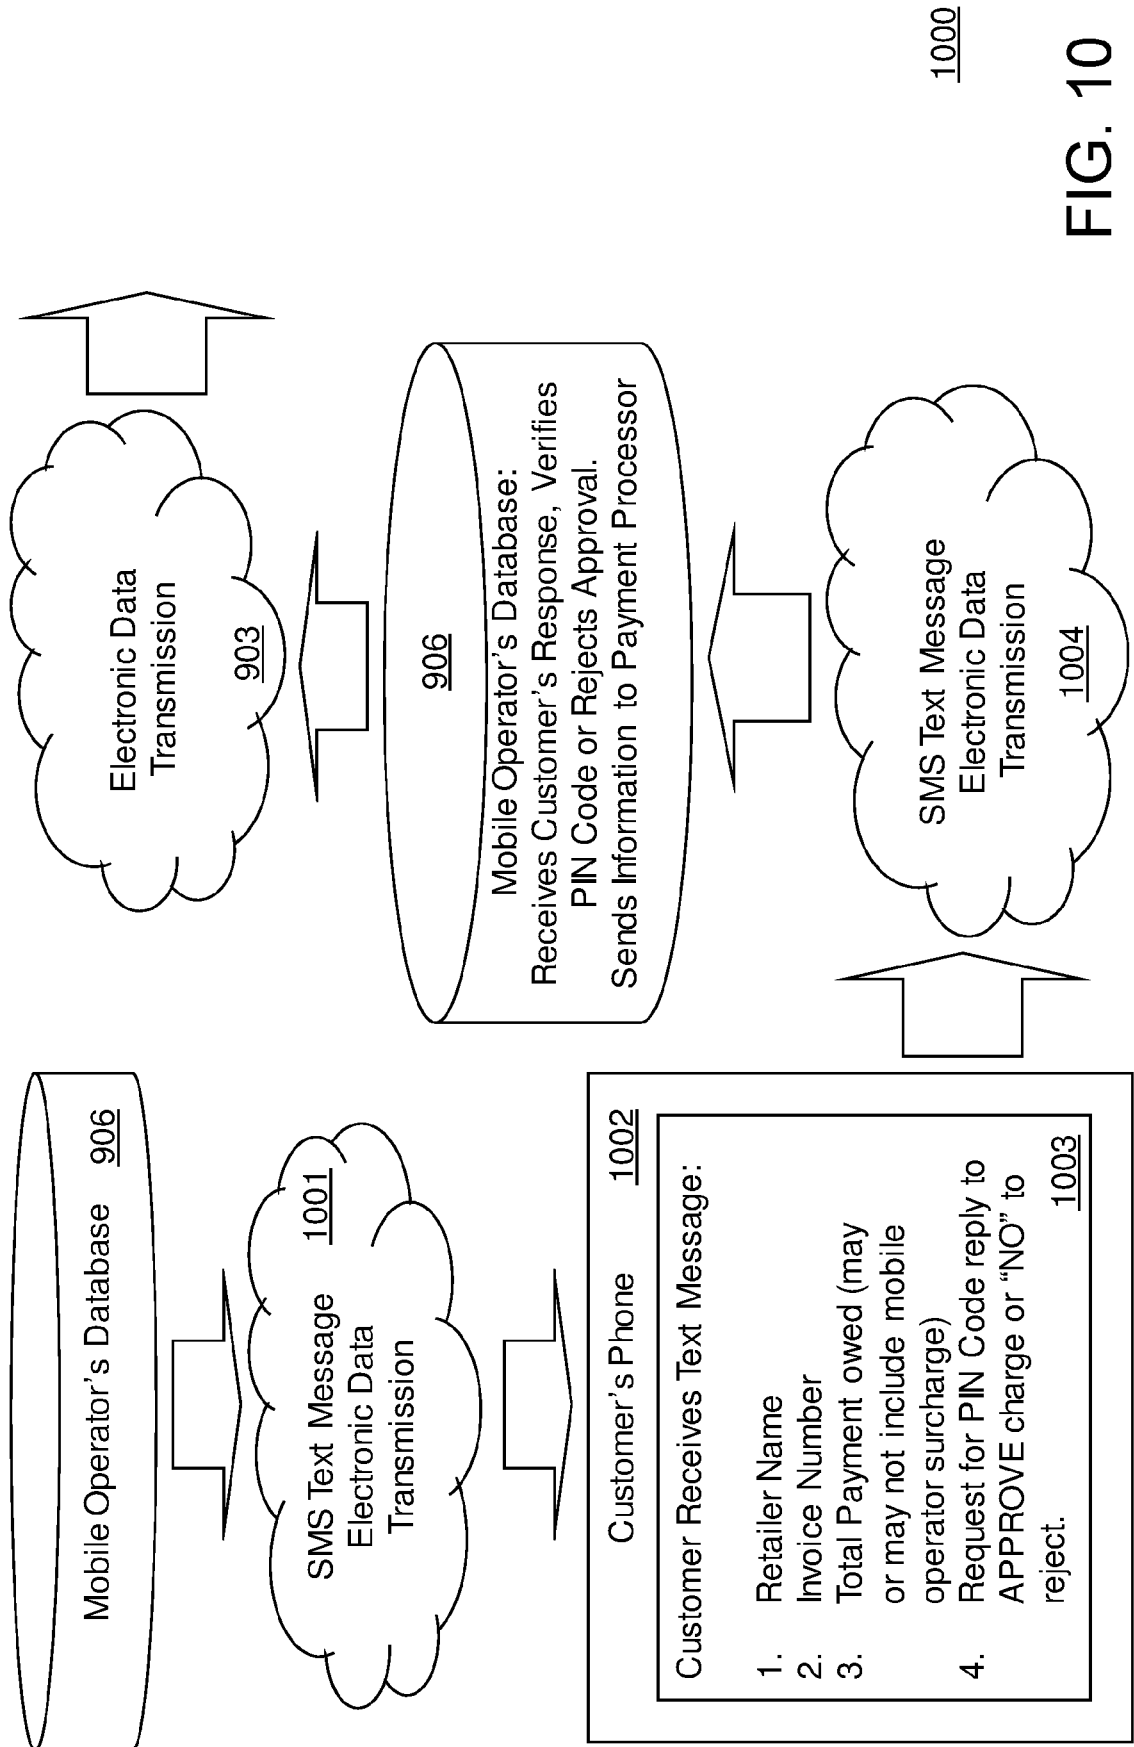 Mobile Operator's Database
906
SMS Text Message
Electronic Data
Transmission
1001
Customer's Phone
1002
Customer Receives Text Message:
1. Retailer Name
2. Invoice Number
3. Total Payment owed (may
or may not include mobile
operator surcharge)
4. Request for PIN Code reply to
APPROVE charge or “NO” to
reject.
1003
SMS Text Message
Electronic Data
Transmission
1004
906
Mobile Operator's Database:
Receives Customer's Response, Verifies
PIN Code or Rejects Approval.
Sends Information to Payment Processor
Electronic Data
Transmission
903
1000
FIG. 10